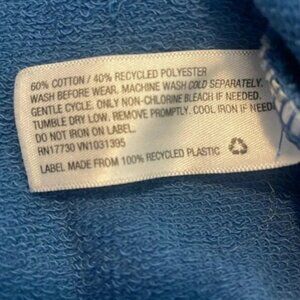 60% COTTON / 40% RECYCLED POLYESTER
WASH BEFORE WEAR. MACHINE WASH COLD SEPARATELY.
GENTLE CYCLE. ONLY NON-CHLORINE BLEACH IF NEEDED.
TUMBLE DRY LOW. REMOVE PROMPTLY. COOL IRON IF NEED
DO NOT IRON ON LABEL.
RN17730 VN1031395
LABEL MADE FROM 100% RECYCLED PLASTIC